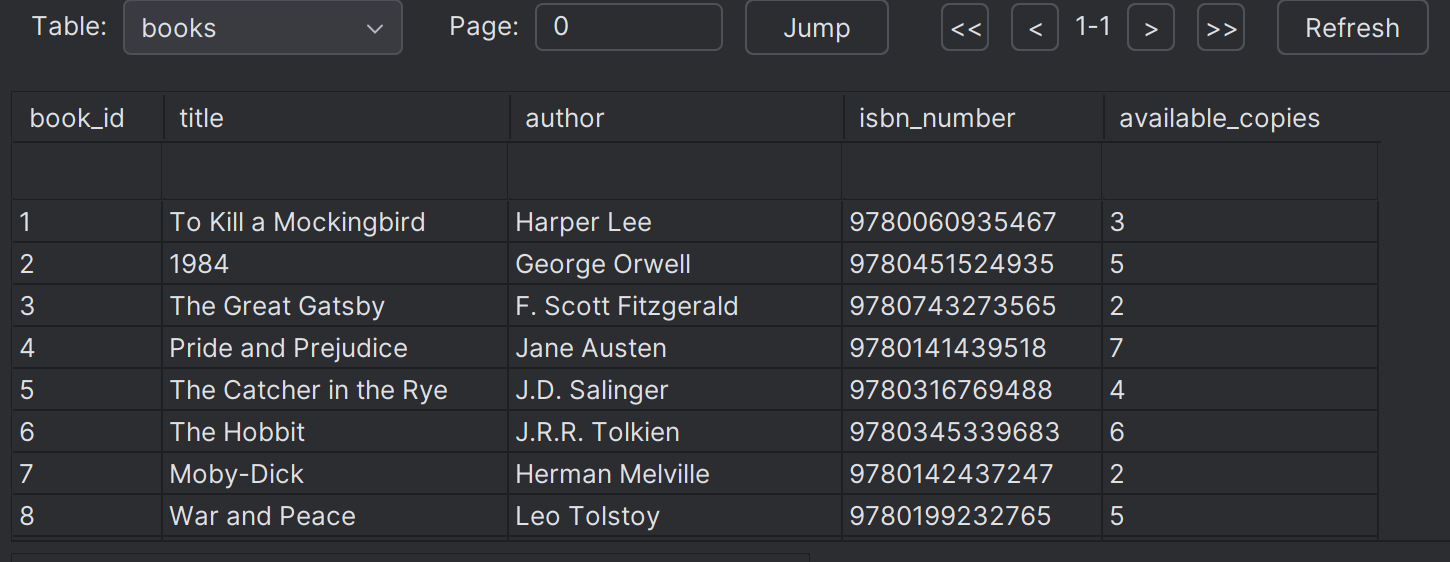 Table: books Page: 0 Jump << < 1-1 > >> Refresh
book_id title author isbn_number available_copies
1 To Kill a Mockingbird Harper Lee 9780060935467 3
2 1984 George Orwell 9780451524935 5
3 The Great Gatsby F. Scott Fitzgerald 9780743273565 2
4 Pride and Prejudice Jane Austen 9780141439518 7
5 The Catcher in the Rye J.D. Salinger 9780316769488 4
6 The Hobbit J.R.R. Tolkien 9780345339683 6
7 Moby-Dick Herman Melville 9780142437247 2
8 War and Peace Leo Tolstoy 9780199232765 5